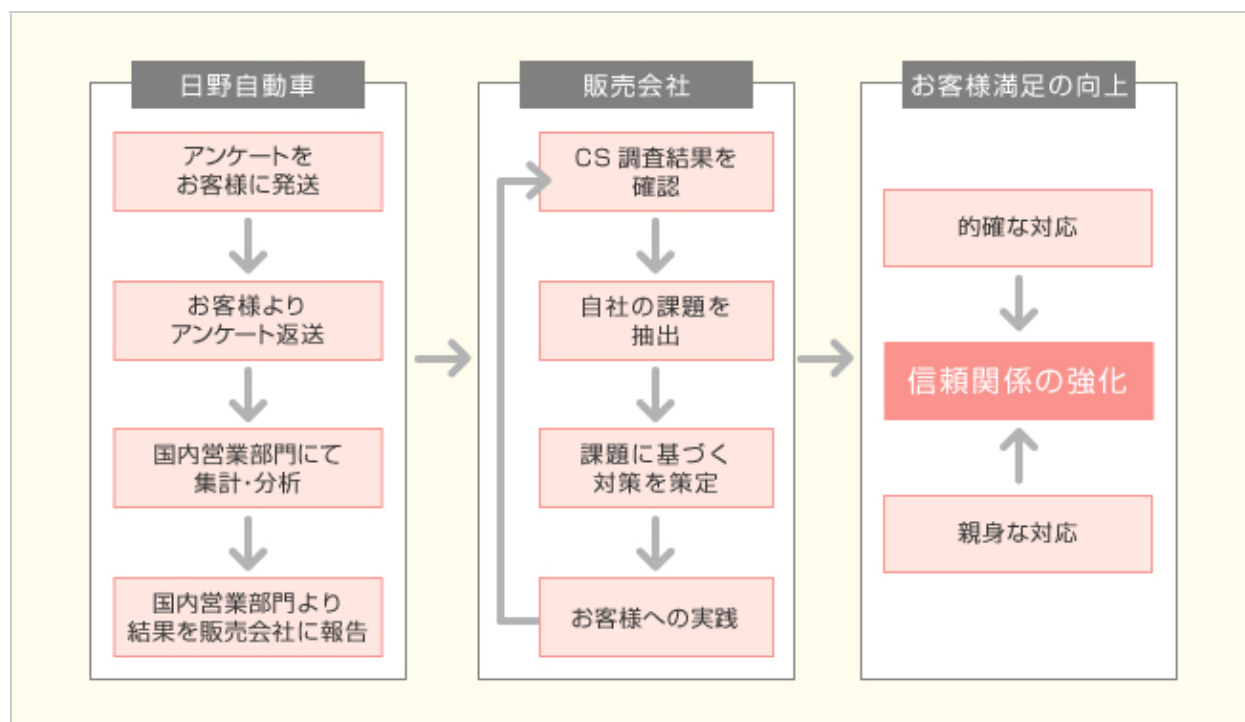 日野自動車
アンケートを
お客様に発送
お客様より
アンケート返送
国内営業部門にて
集計・分析
国内営業部門より
結果を販売会社に報告
販売会社
CS 調査結果を
確認
自社の課題を
抽出
課題に基づく
対策を策定
お客様への実践
お客様満足の向上
的確な対応
信頼関係の強化
親身な対応